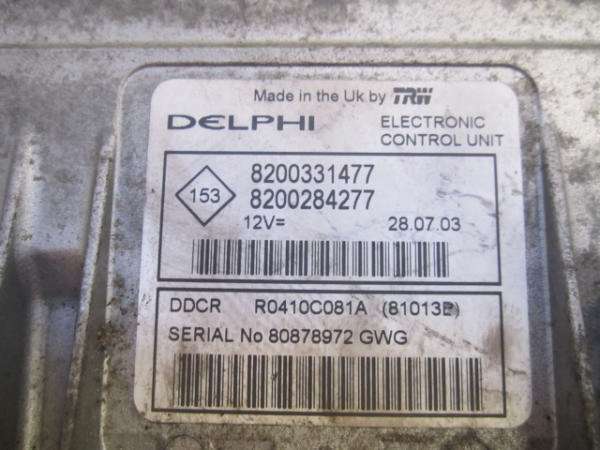 Made in the Uk by TRW
DELPHI
ELECTRONIC
CONTROL UNIT
153
8200331477
8200284277
12V= 28.07.03
DDCR R0410C081A (81013E)
SERIAL No 80878972 GWG